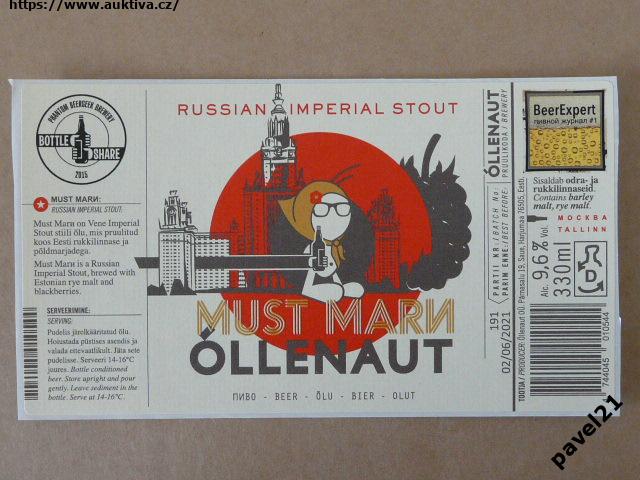 https://www.auktiva.cz/
PHANTOM BEERGEEK BREWERY
BOTTLE
SHARE
2015
MUST MARИ:
RUSSIAN IMPERIAL STOUT:
Must Marn on Vene Imperial
Stout stiili õlu, mis pruulitud
koos Eesti rukkilinnase ja
põldmarjadega.
Must Marn is a Russian
Imperial Stout, brewed with
Estonian rye malt and
blackberries.
SERVEERIMINE:
SERVING:
Pudelis järelkääritatud õlu.
Hoiustada püstises asendis ja
valada ettevaatlikult. Jäta sete
pudelisse. Serveeri 14-16°C
juures. Bottle conditioned
beer. Store upright and pour
gently. Leave sediment in the
bottle. Serve at 14-16°C.
RUSSIAN IMPERIAL STOUT
MUST MARИ
ÕLLENAUT
ПИВО - BEER - ÕLU - BIER - OLUT
ÕLLENAUT
PRUULIKODA / BREWERY
PARTII NR:/BATCH No:
PARIM ENNE:/BEST BEFORE:
191
02/06/2021
BeerExpert
пивной журнал #1
Sisaldab odra- ja
rukkilinnaseid.
Contains barley
malt, rye malt.
МОСКВА
TALLINN
Alc. 9,6% Vol.
330ml
D
TOOTJA / PRODUCER: Õllenaut OÜ, Pärnasalu 19, Saue, Harjumaa 76505, Eesti.
4 744045 010544
pavel21